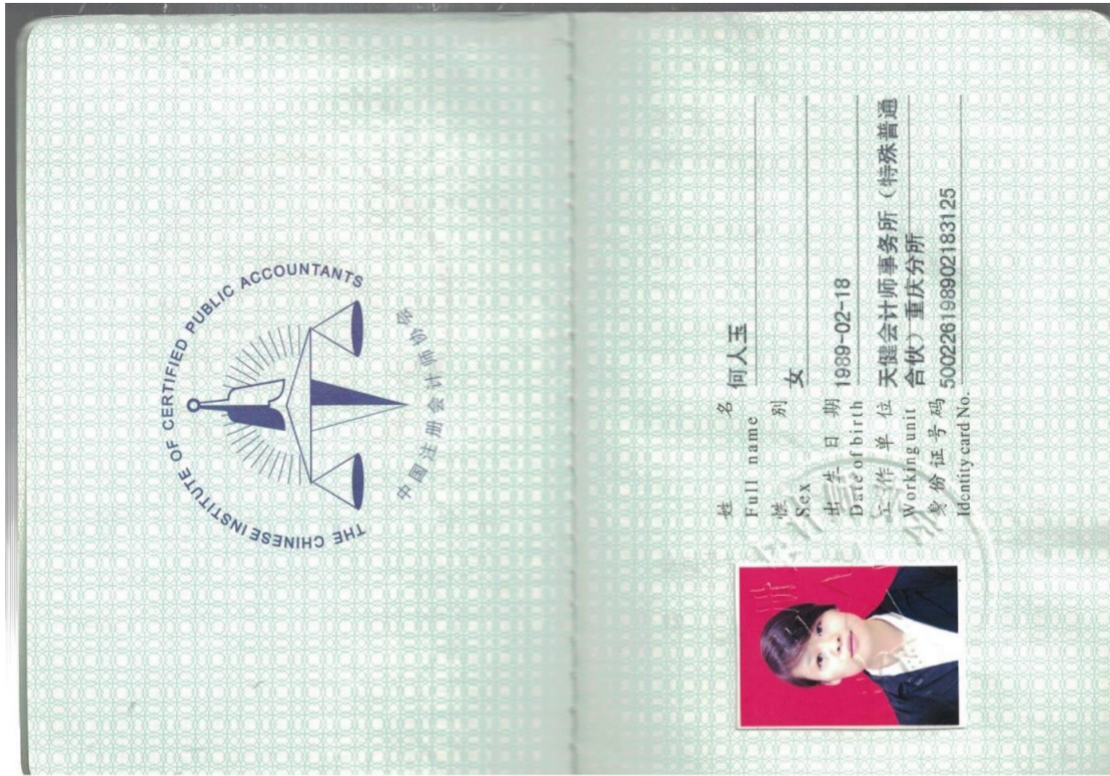 THE CHINESE INSTITUTE OF CERTIFIED PUBLIC ACCOUNTANTS
中国注册会计师协会
姓 名 何人玉
Full name
性 别 女
Sex
出 生 日 期 1989-02-18
Date of birth
工 作 单 位 天健会计师事务所（特殊普通
Working unit 合伙）重庆分所
身 份 证 号 码 500226198902183125
Identity card No.